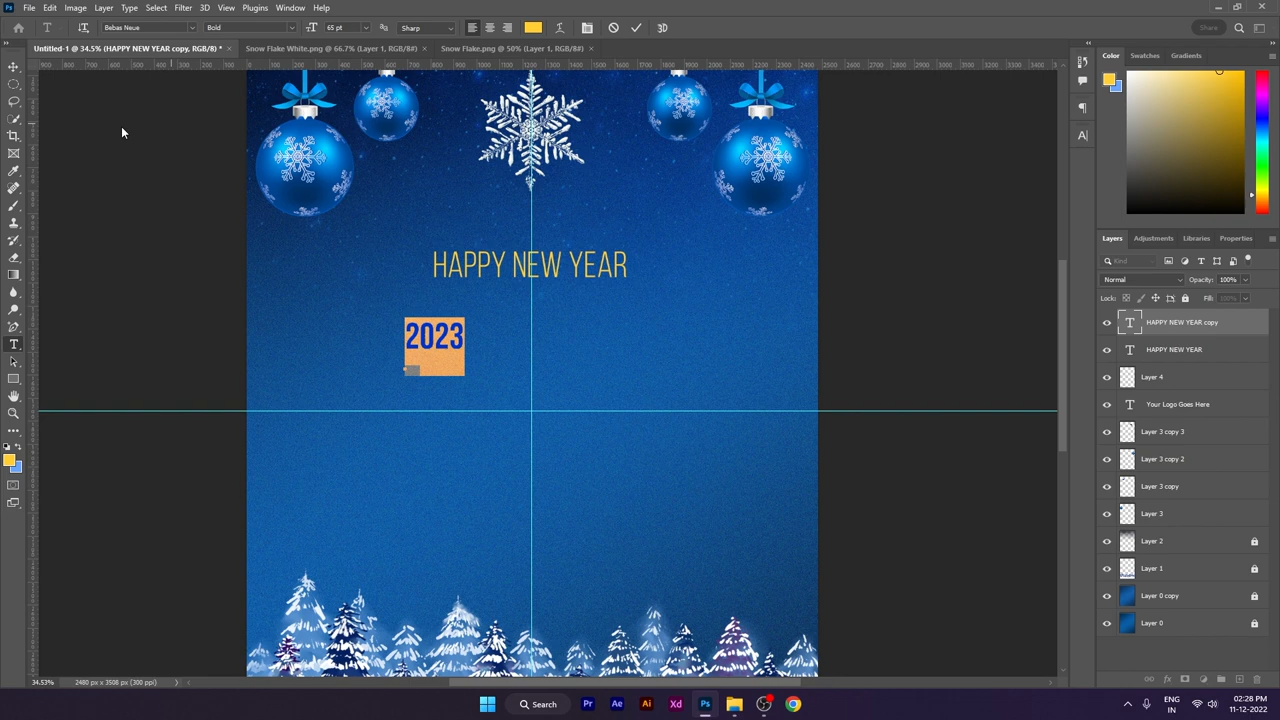 File Edit Image Layer Type Select Filter 3D View Plugins Window Help
Bebas Neue Bold 65 pt Sharp 3D Share
Untitled-1 @ 34.5% (HAPPY NEW YEAR copy, RGB/8) * Snow Flake White.png @ 66.7% (Layer 1, RGB/8#) Snow Flake.png @ 50% (Layer 1, RGB/8#)
Color Swatches Gradients
HAPPY NEW YEAR
2023
Layers Adjustments Libraries Properties
Kind
Normal Opacity: 100%
Lock: Fill: 100%
HAPPY NEW YEAR copy
HAPPY NEW YEAR
Layer 4
Your Logo Goes Here
Layer 3 copy 3
Layer 3 copy 2
Layer 3 copy
Layer 3
Layer 2
Layer 1
Layer 0 copy
Layer 0
34.53% 2480 px x 3508 px (300 ppi)
Search
ENG
IN
02:28 PM
11-12-2022